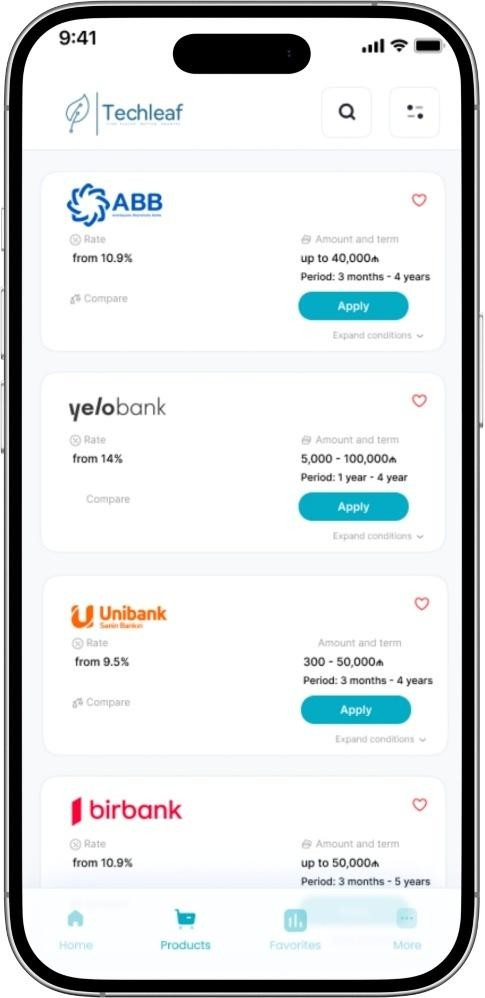 9:41
Techleaf
ABB
Rate
Amount and term
from 10.9%
up to 40,000₼
Period: 3 months - 4 years
Compare
Apply
Expand conditions
yelobank
Rate
Amount and term
from 14%
5,000 - 100,000₼
Period: 1 year - 4 year
Compare
Apply
Expand conditions
Unibank
Sənin Bankın
Rate
Amount and term
from 9.5%
300 - 50,000₼
Period: 3 months - 4 years
Compare
Apply
Expand conditions
birbank
Rate
Amount and term
from 10.9%
up to 50,000₼
Period: 3 months - 5 years
Home
Products
Favorites
More